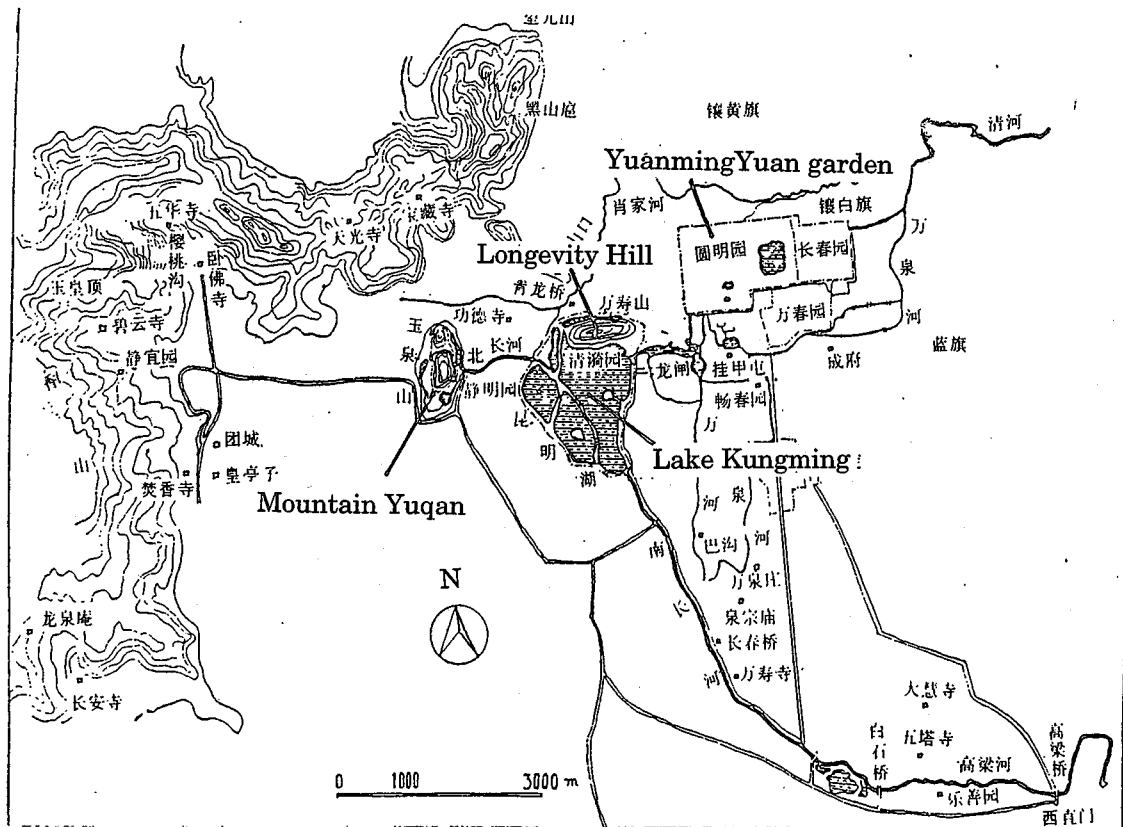 黑山扈
镶黄旗
清河
YuanmingYuan garden
肖家河
镶白旗
五华寺
大光寺
樱桃沟
卧佛寺
圆明园
长春园
万泉河
Longevity Hill
玉皇顶
青龙桥
万寿山
功德寺
碧云寺
玉泉山
北长河
万春园
蓝旗
静宜园
清漪园
龙闸
挂甲屯
成府
静明园
畅春园
昆明湖
香山
团城
皇亭子
Lake Kungming
焚香寺
Mountain Yuqan
万泉河
巴沟
南长河
N
万泉庄
泉宗庙
龙泉庵
长春桥
万寿寺
长安寺
大慧寺
白石桥
五塔寺
高梁桥
高梁河
乐善园
西直门
0 1000 3000 m